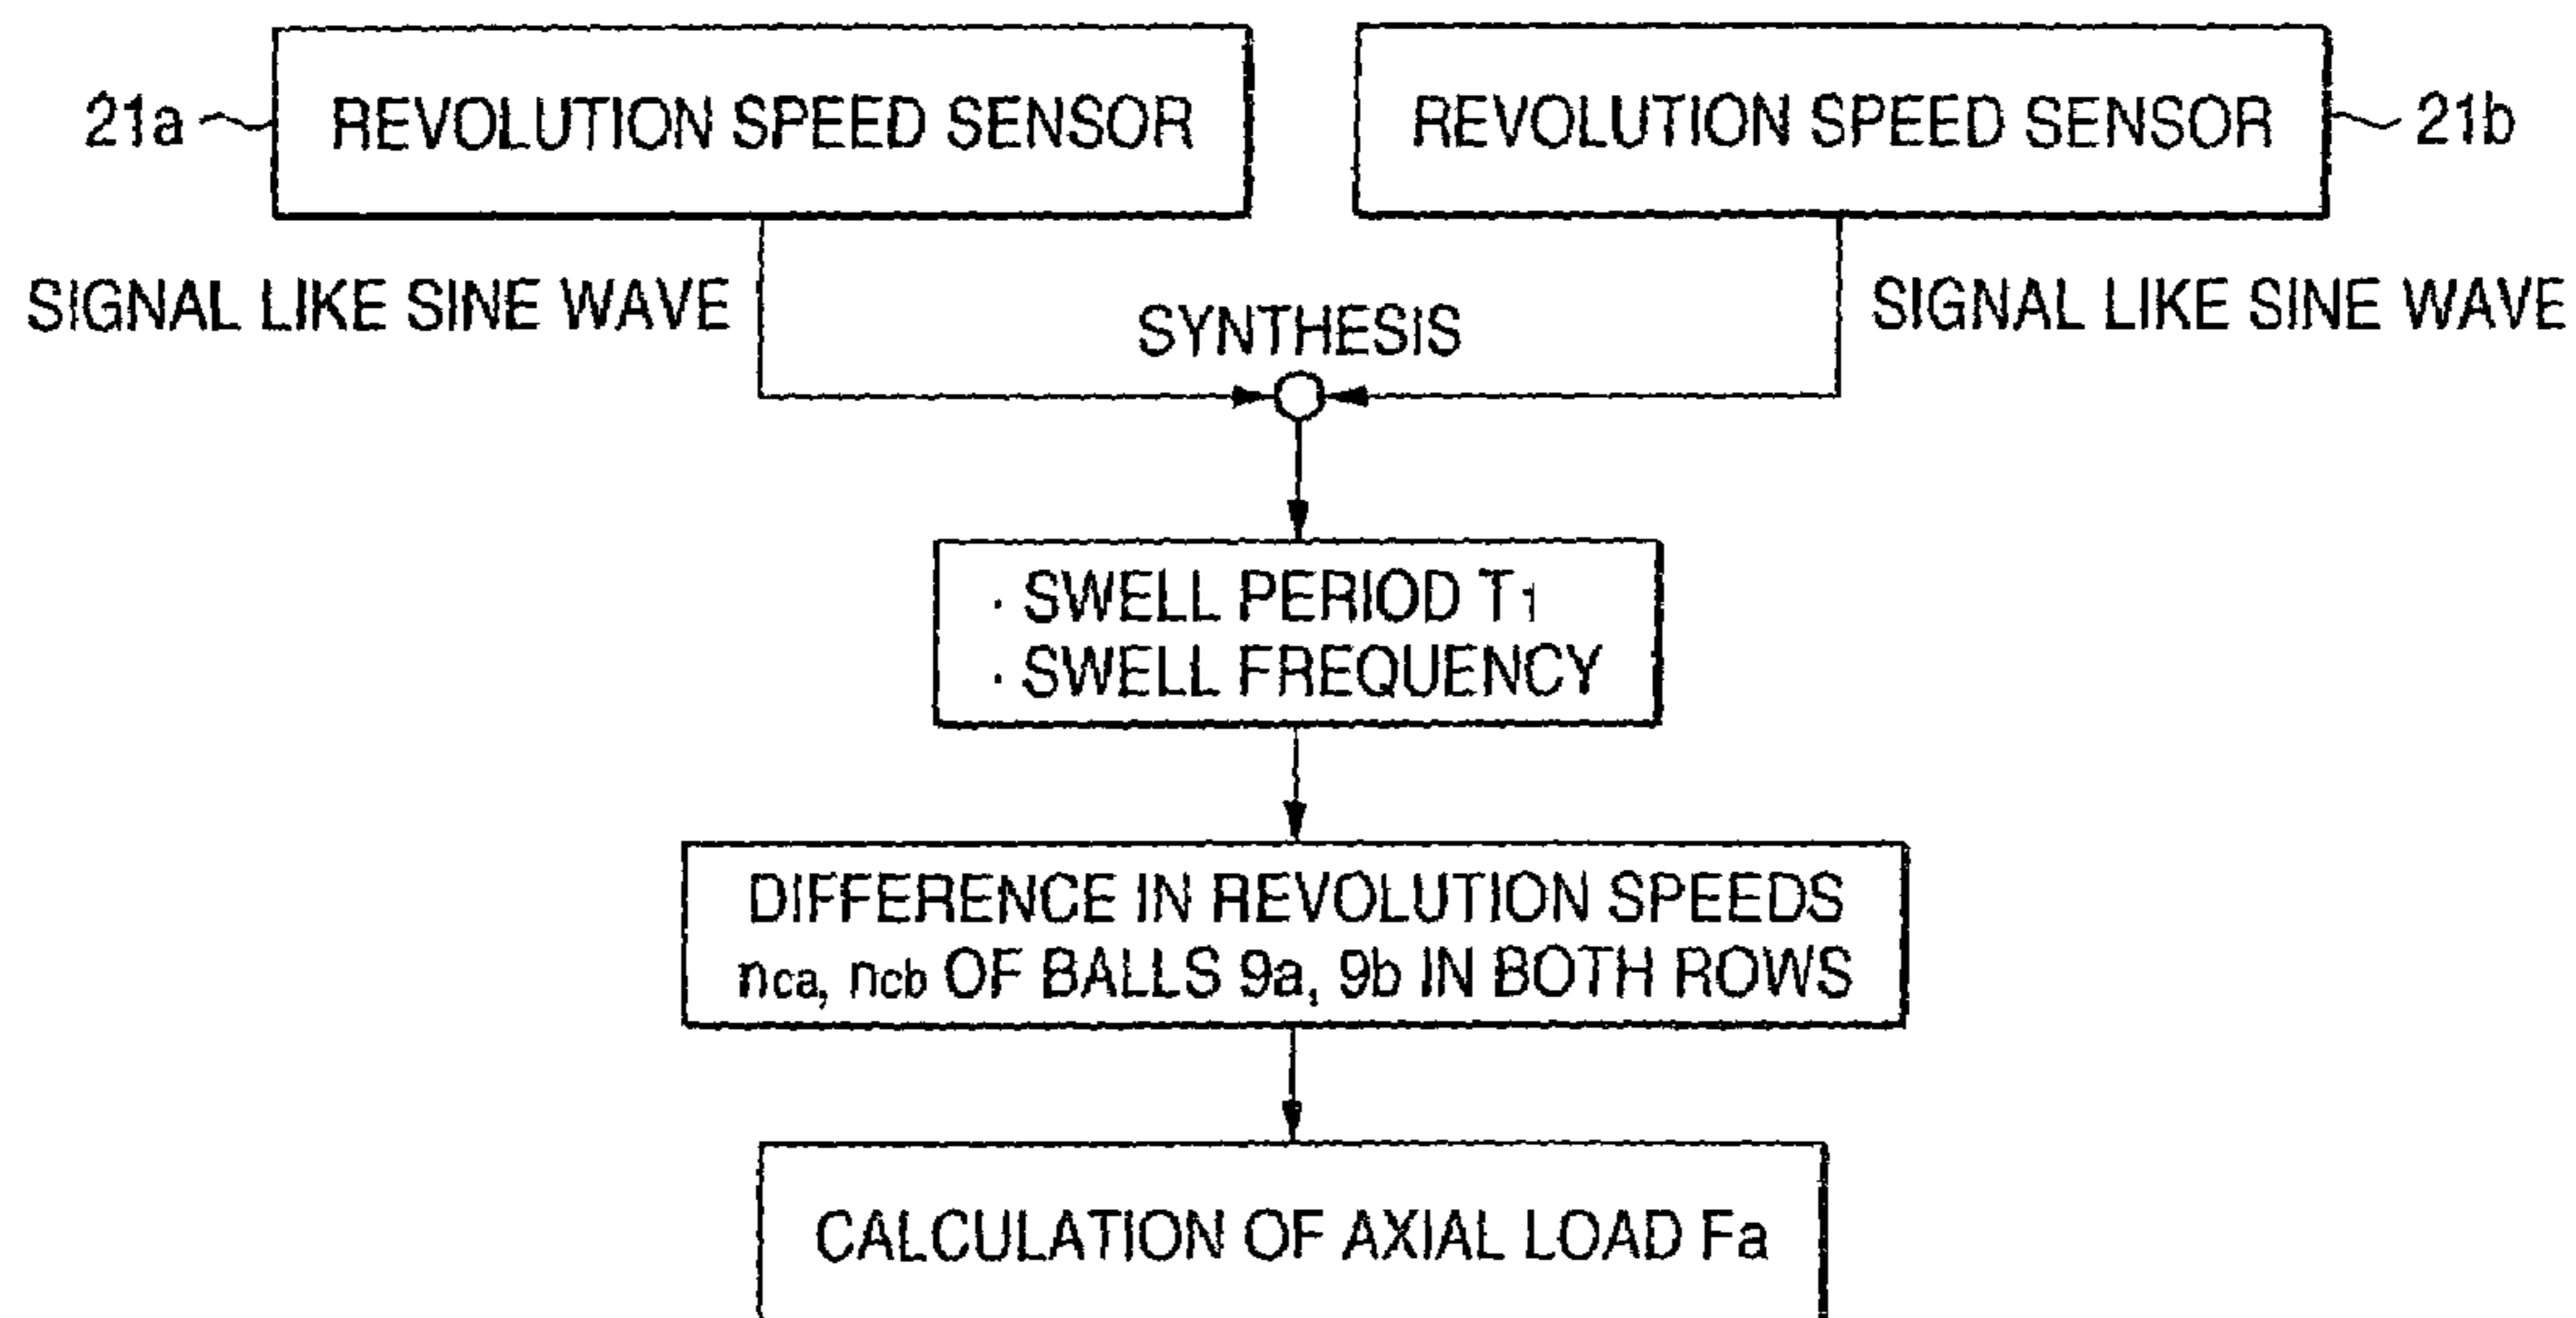 21a REVOLUTION SPEED SENSOR REVOLUTION SPEED SENSOR 21b
SIGNAL LIKE SINE WAVE SIGNAL LIKE SINE WAVE
SYNTHESIS
· SWELL PERIOD T1
· SWELL FREQUENCY
DIFFERENCE IN REVOLUTION SPEEDS
nca, ncb OF BALLS 9a, 9b IN BOTH ROWS
CALCULATION OF AXIAL LOAD Fa